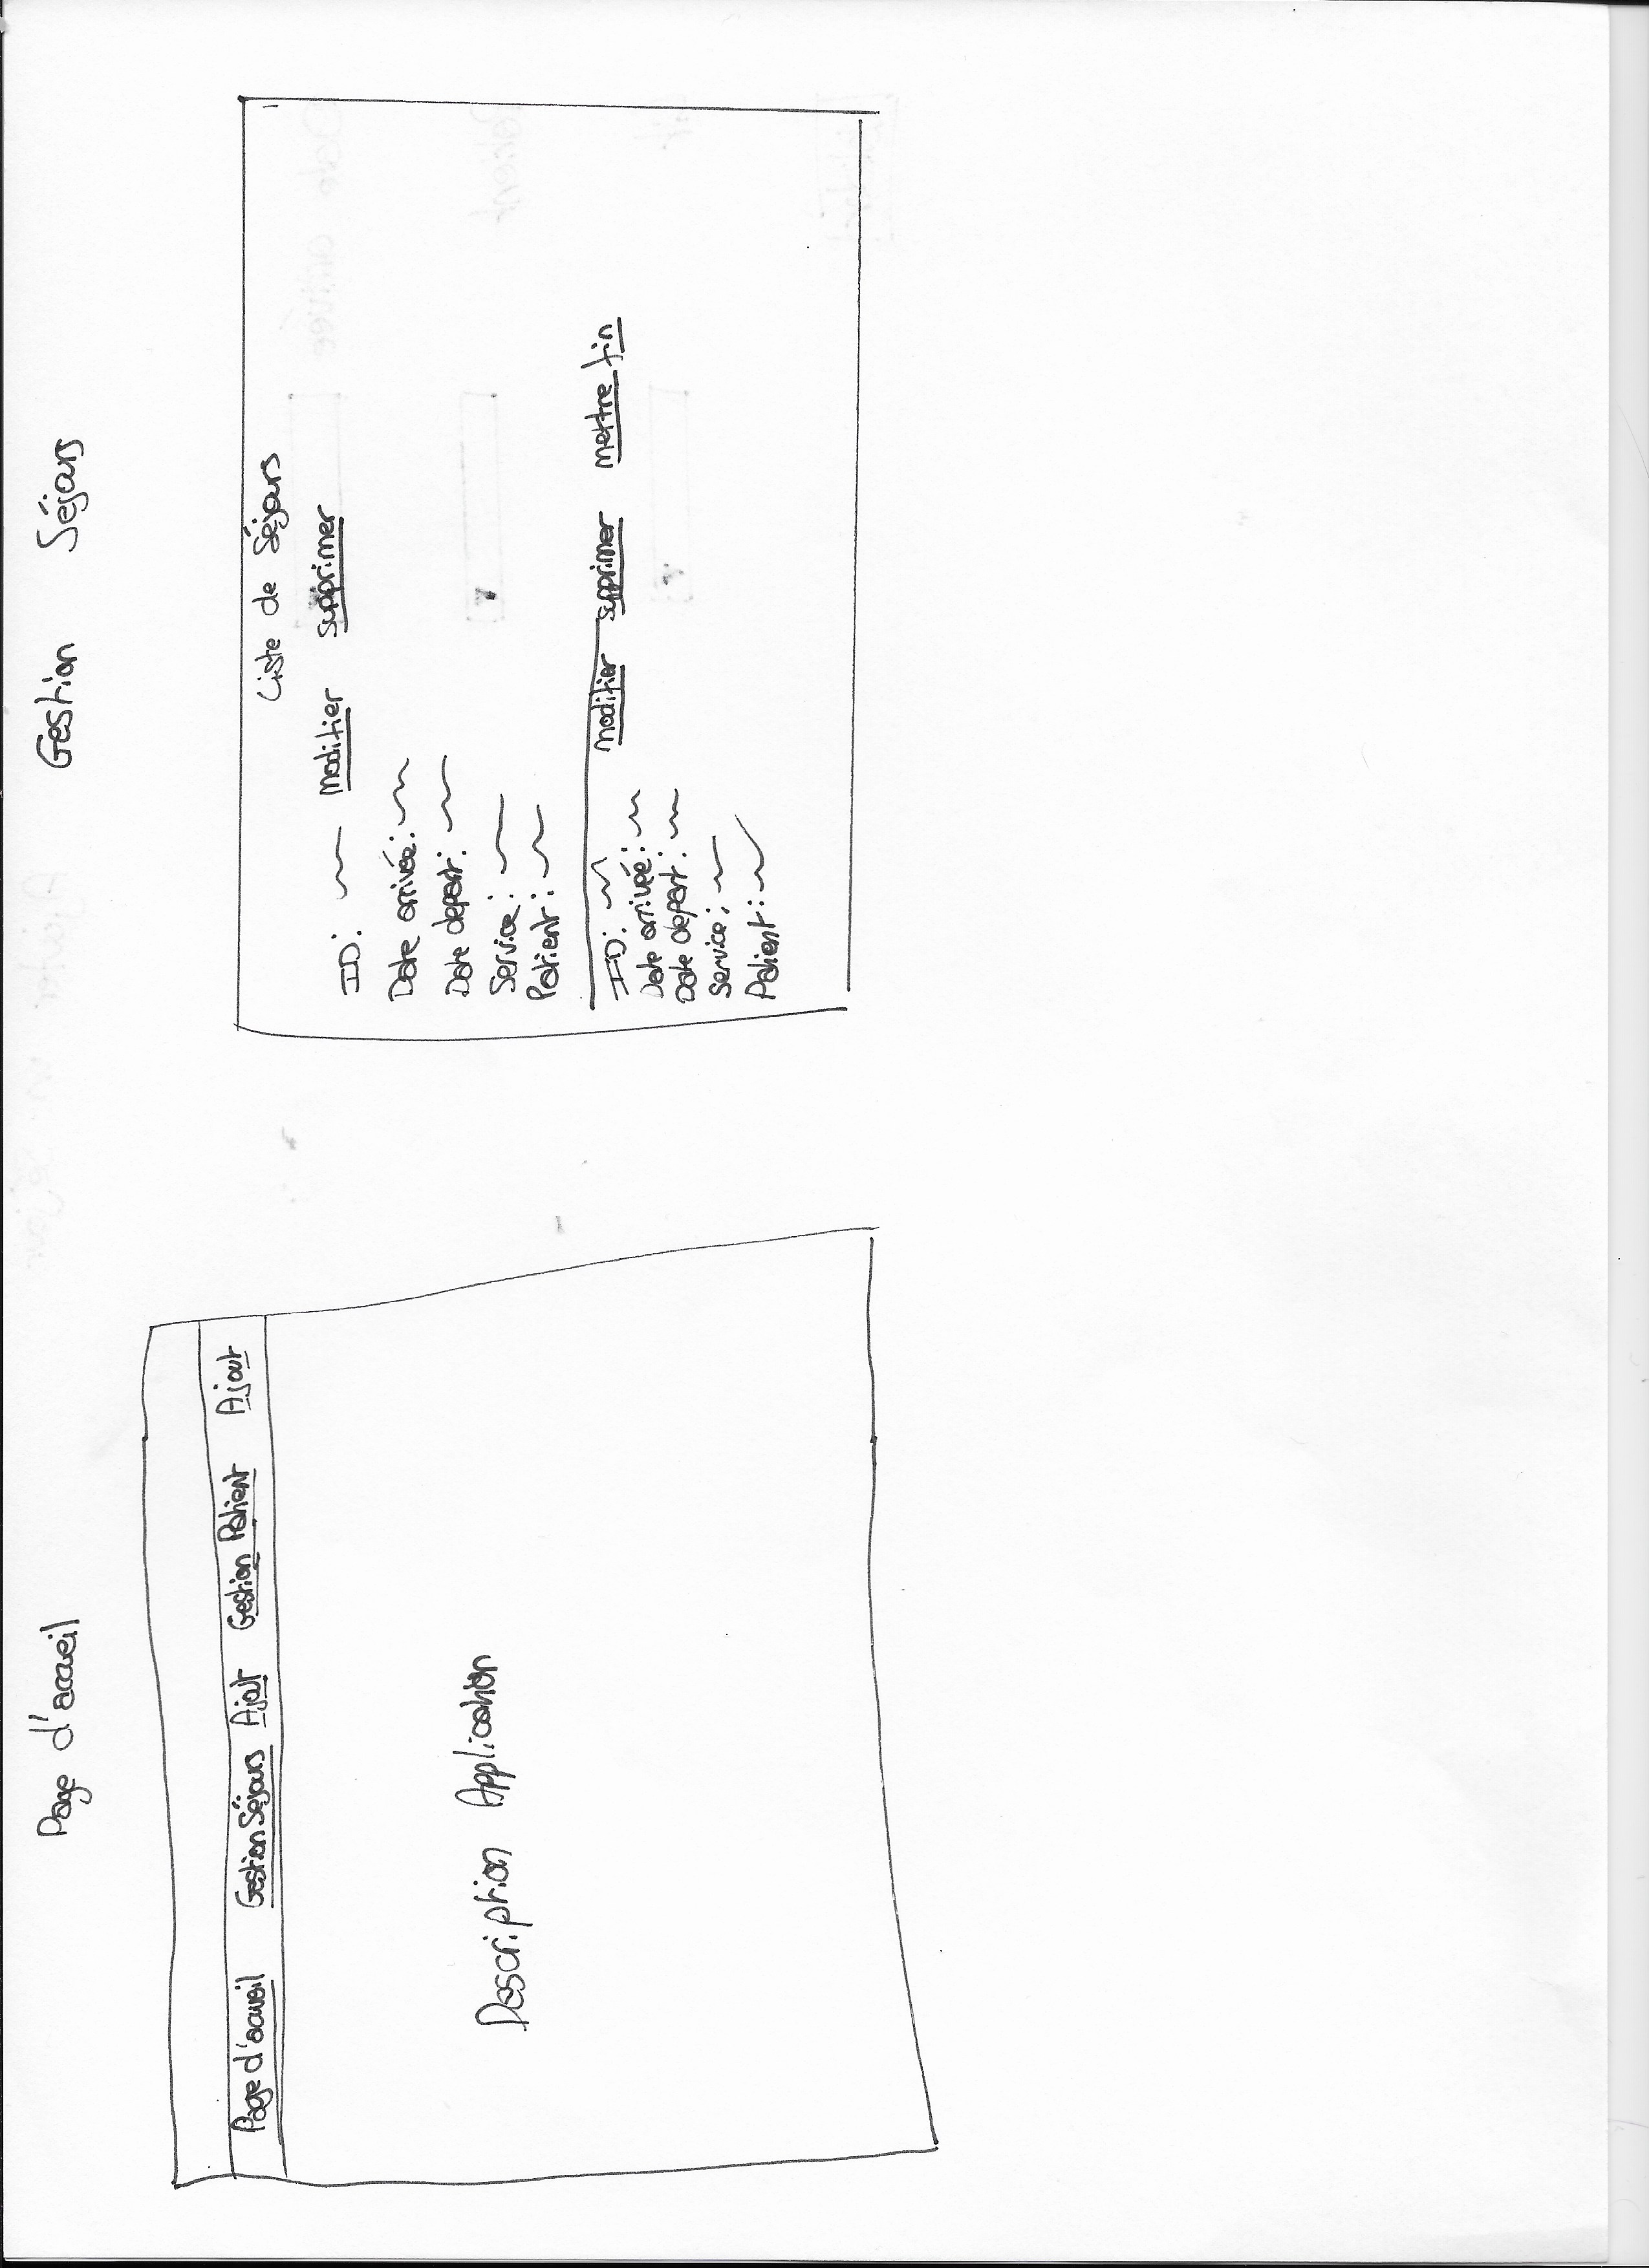 Page d'accueil
Page d'accueil Gestion Séjours Ajout Gestion Patient Ajout
Description Application
Gestion Séjours
Liste de Séjours
ID: modifier supprimer
Date arrivée:
Date depart:
Service:
Patient:
ID: modifier supprimer mettre fin
Date arrivée:
Date depart:
Service:
Patient: